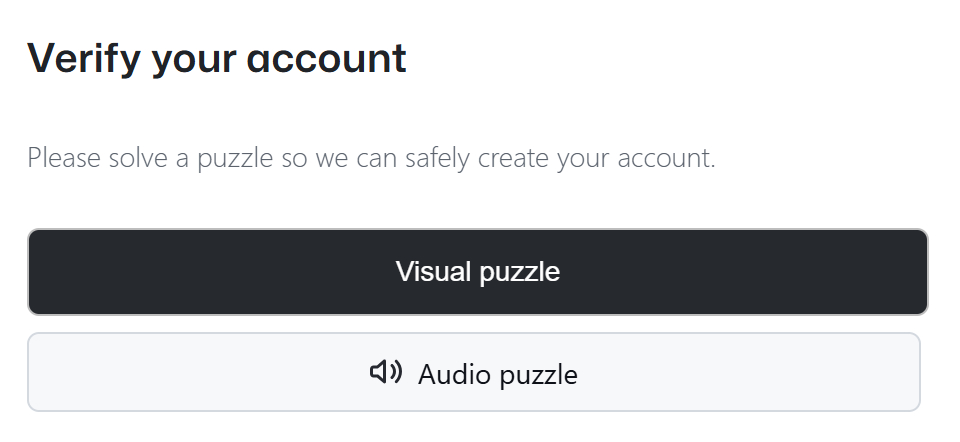 Verify your account
Please solve a puzzle so we can safely create your account.
Visual puzzle
Audio puzzle